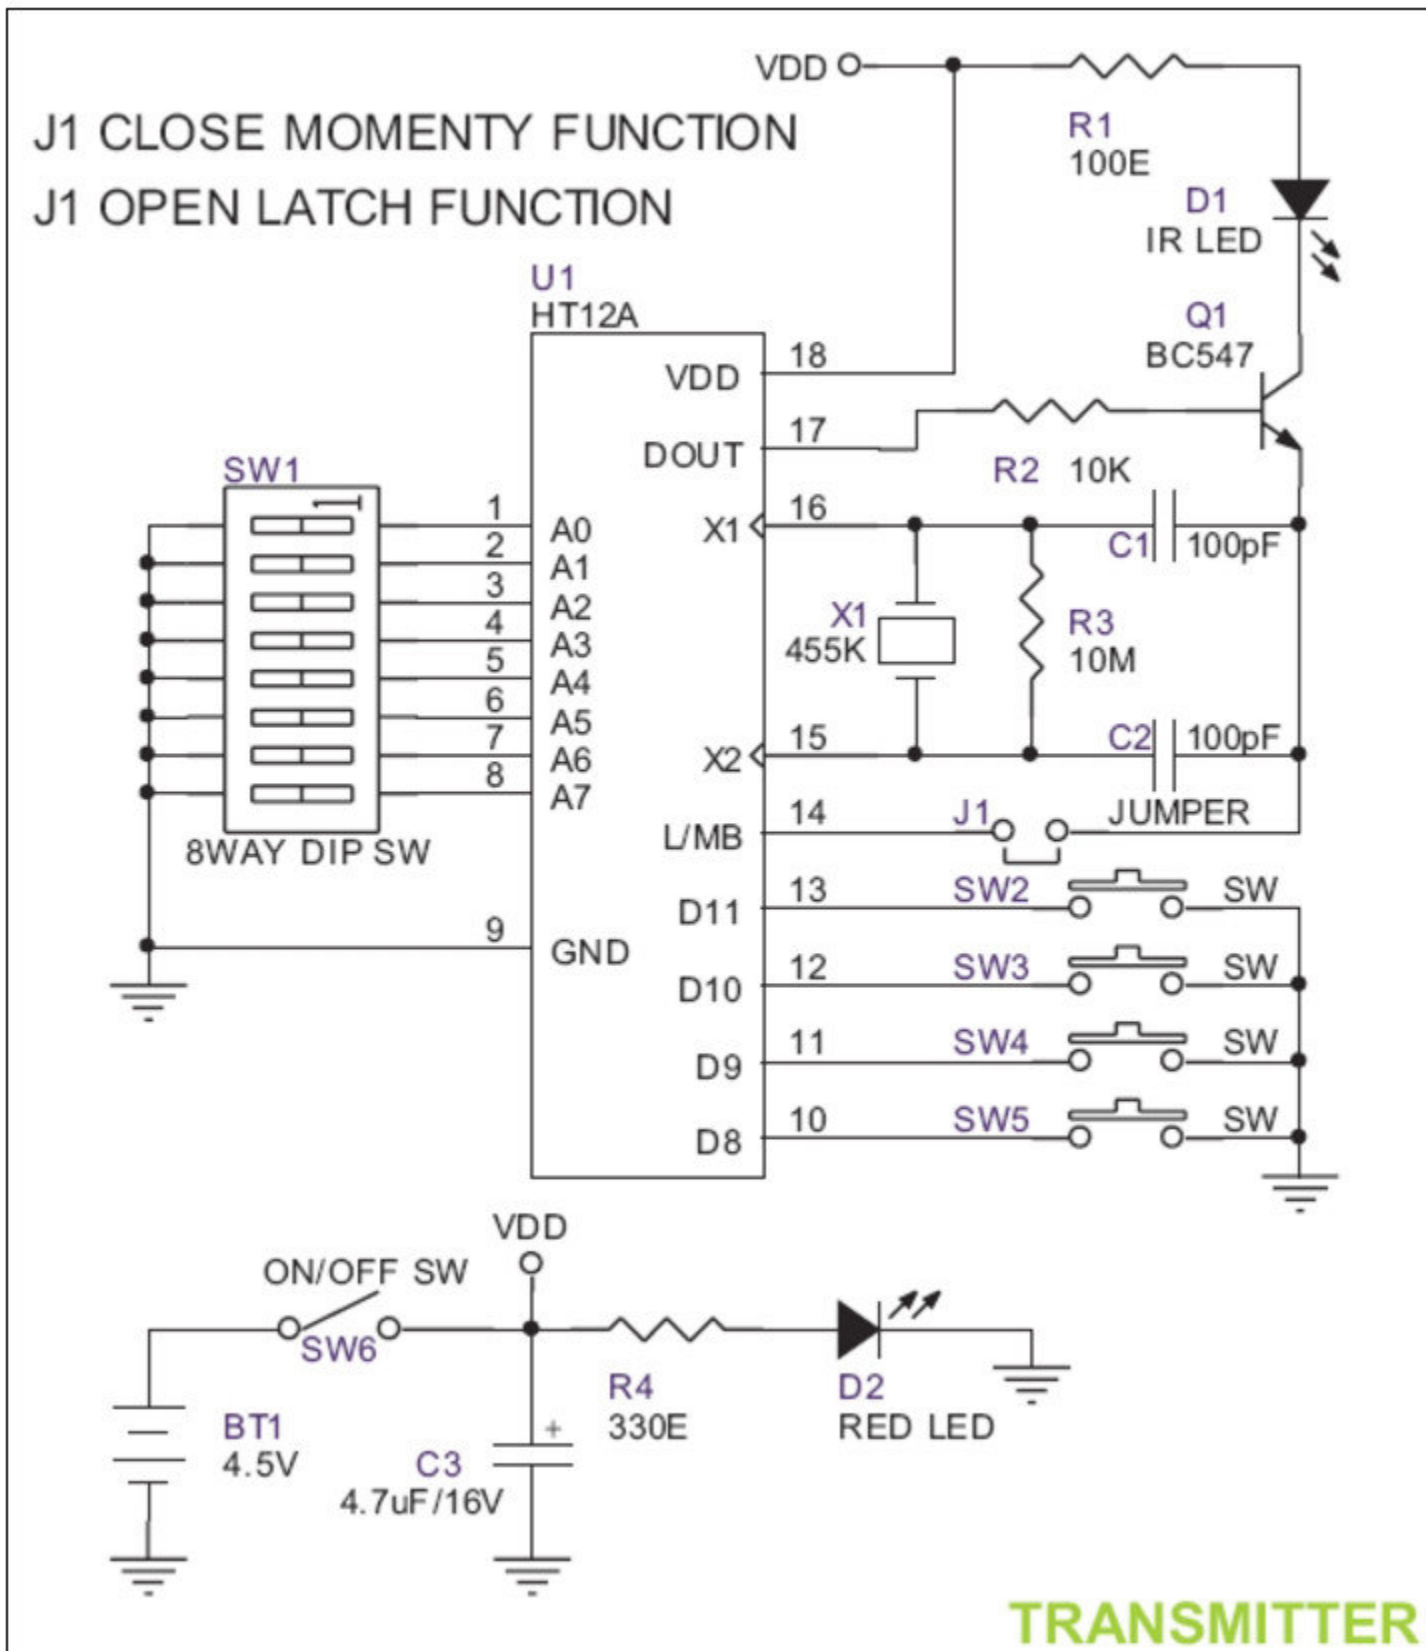 VDD
J1 CLOSE MOMENTY FUNCTION
J1 OPEN LATCH FUNCTION
R1
100E
D1
IR LED
U1
HT12A
Q1
BC547
VDD
18
DOUT
17
R2 10K
SW1
1
1
A0
2
A1
3
A2
4
A3
5
A4
6
A5
7
A6
8
A7
8WAY DIP SW
9
GND
X1
16
C1
100pF
X1
455K
R3
10M
X2
15
C2
100pF
L/MB
14
J1
JUMPER
D11
13
SW2
SW
D10
12
SW3
SW
D9
11
SW4
SW
D8
10
SW5
SW
VDD
ON/OFF SW
SW6
BT1
4.5V
+
C3
4.7uF/16V
R4
330E
D2
RED LED
TRANSMITTER